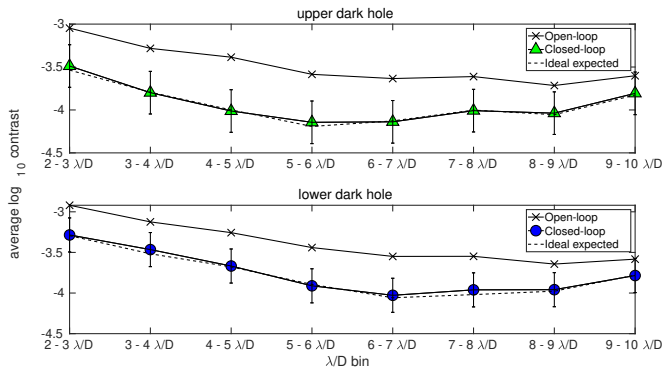 upper dark hole
-3
-3.5
-4
-4.5
Open-loop
Closed-loop
Ideal expected
2 - 3 λ/D 3 - 4 λ/D 4 - 5 λ/D 5 - 6 λ/D 6 - 7 λ/D 7 - 8 λ/D 8 - 9 λ/D 9 - 10 λ/D
average log 10 contrast
lower dark hole
-3
-3.5
-4
-4.5
Open-loop
Closed-loop
Ideal expected
2 - 3 λ/D 3 - 4 λ/D 4 - 5 λ/D 5 - 6 λ/D 6 - 7 λ/D 7 - 8 λ/D 8 - 9 λ/D 9 - 10 λ/D
λ/D bin